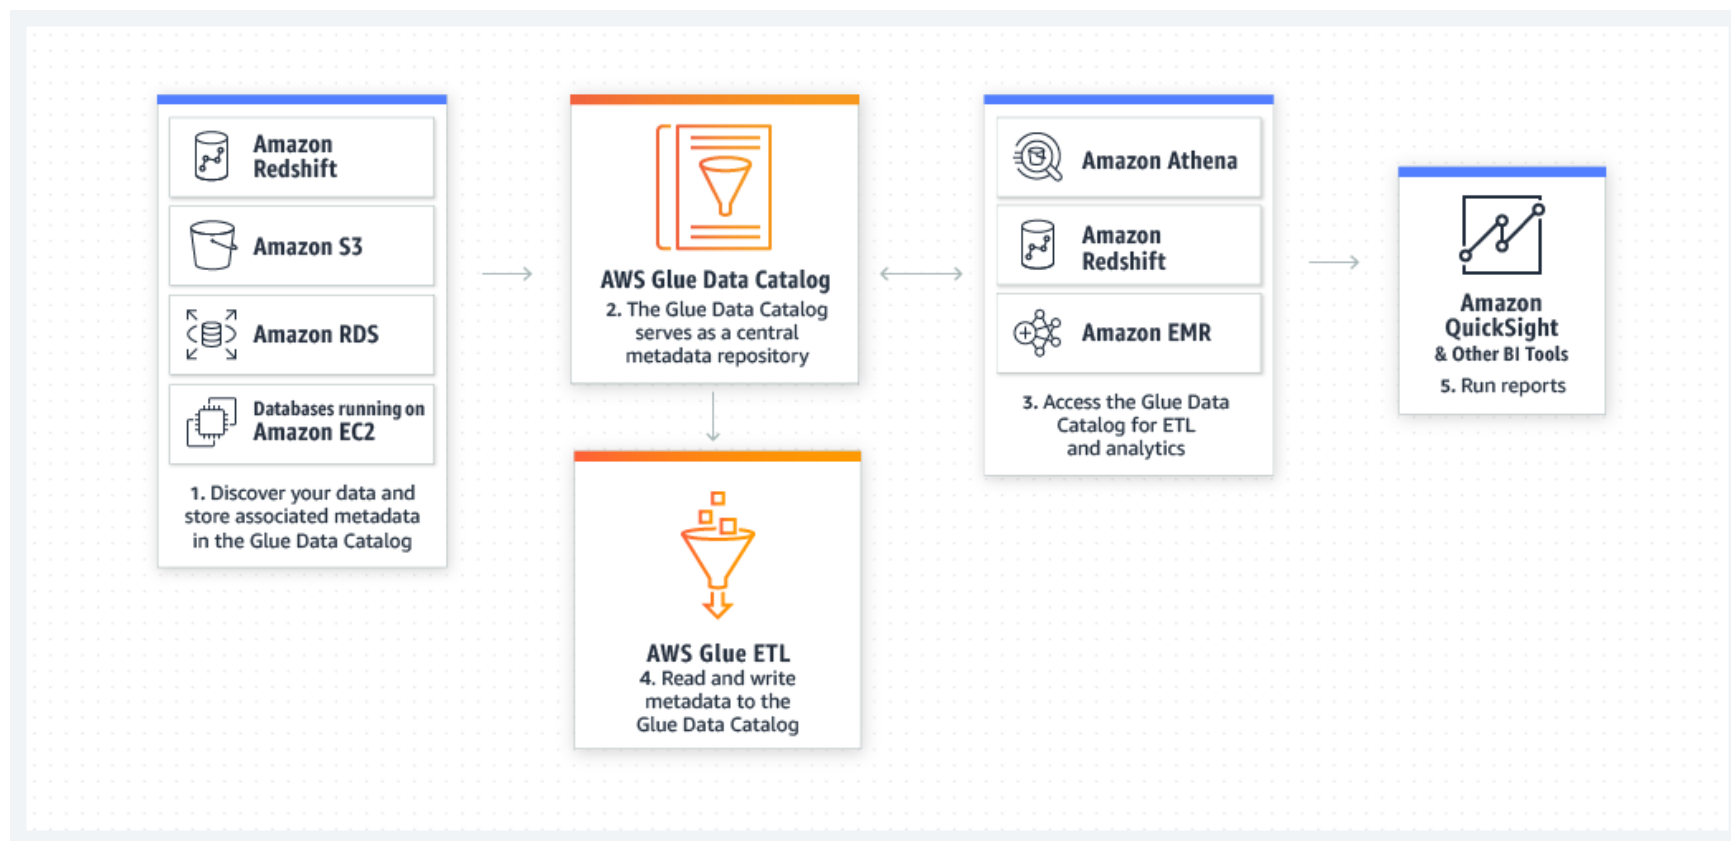 Amazon
Redshift
Amazon S3
Amazon RDS
Databases running on
Amazon EC2
1. Discover your data and
store associated metadata
in the Glue Data Catalog
AWS Glue Data Catalog
2. The Glue Data Catalog
serves as a central
metadata repository
AWS Glue ETL
4. Read and write
metadata to the
Glue Data Catalog
Amazon Athena
Amazon
Redshift
Amazon EMR
3. Access the Glue Data
Catalog for ETL
and analytics
Amazon
QuickSight
& Other BI Tools
5. Run reports